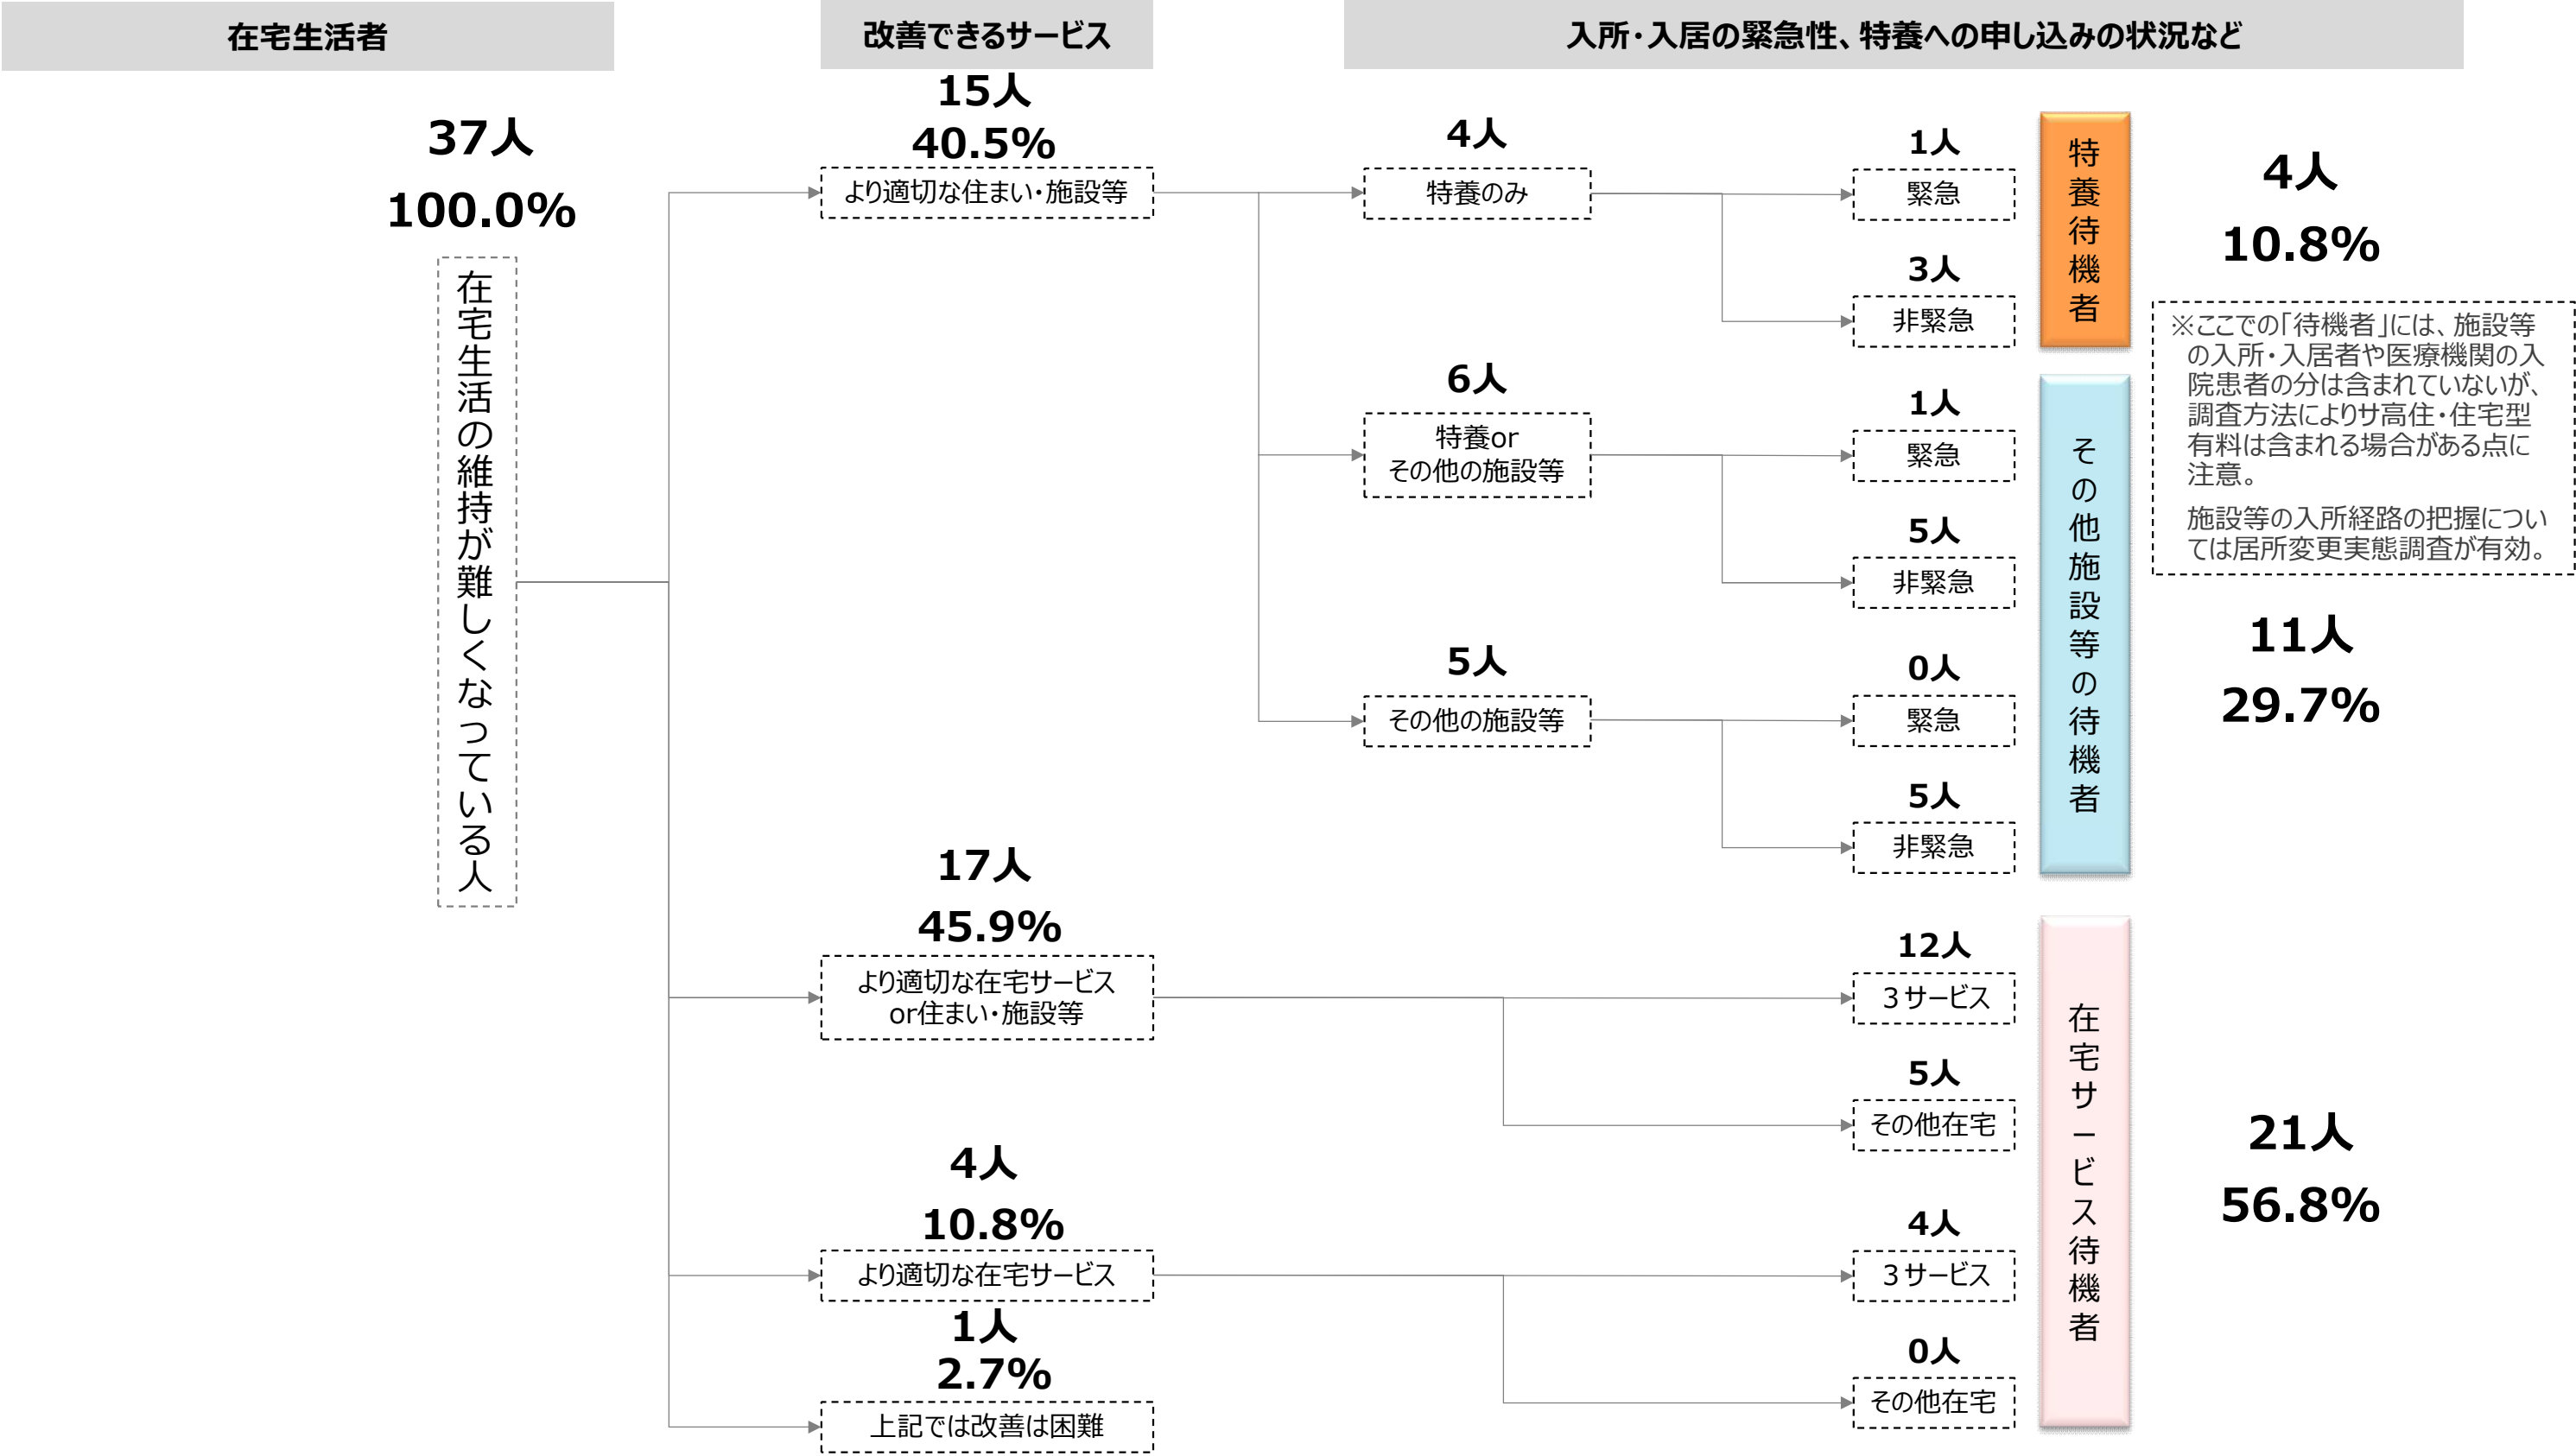 在宅生活者
改善できるサービス
入所・入居の緊急性、特養への申し込みの状況など
37人
100.0%
在宅生活の維持が難しくなっている人
15人
40.5%
より適切な住まい・施設等
4人
特養のみ
1人
緊急
3人
非緊急
特養待機者
4人
10.8%
※ここでの「待機者」には、施設等
の入所・入居者や医療機関の入
院患者の分は含まれていないが、
調査方法によりサ高住・住宅型
有料は含まれる場合がある点に
注意。
施設等の入所経路の把握につい
ては居所変更実態調査が有効。
6人
特養or
その他の施設等
1人
緊急
5人
非緊急
5人
その他の施設等
0人
緊急
5人
非緊急
その他施設等の待機者
11人
29.7%
17人
45.9%
より適切な在宅サービス
or住まい・施設等
12人
３サービス
5人
その他在宅
4人
10.8%
より適切な在宅サービス
4人
３サービス
0人
その他在宅
在宅サービス待機者
21人
56.8%
1人
2.7%
上記では改善は困難